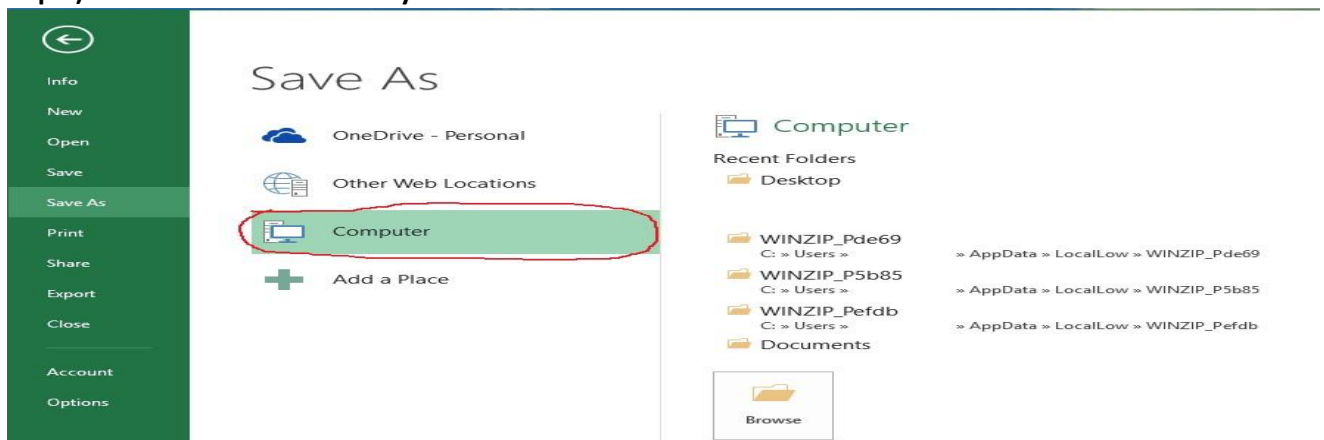 Info
New
Open
Save
Save As
Print
Share
Export
Close
Account
Options
Save As
OneDrive - Personal
Other Web Locations
Computer
Add a Place
Computer
Recent Folders
Desktop
WINZIP_Pde69
C: » Users » » AppData » LocalLow » WINZIP_Pde69
WINZIP_P5b85
C: » Users » » AppData » LocalLow » WINZIP_P5b85
WINZIP_Pefdb
C: » Users » » AppData » LocalLow » WINZIP_Pefdb
Documents
Browse